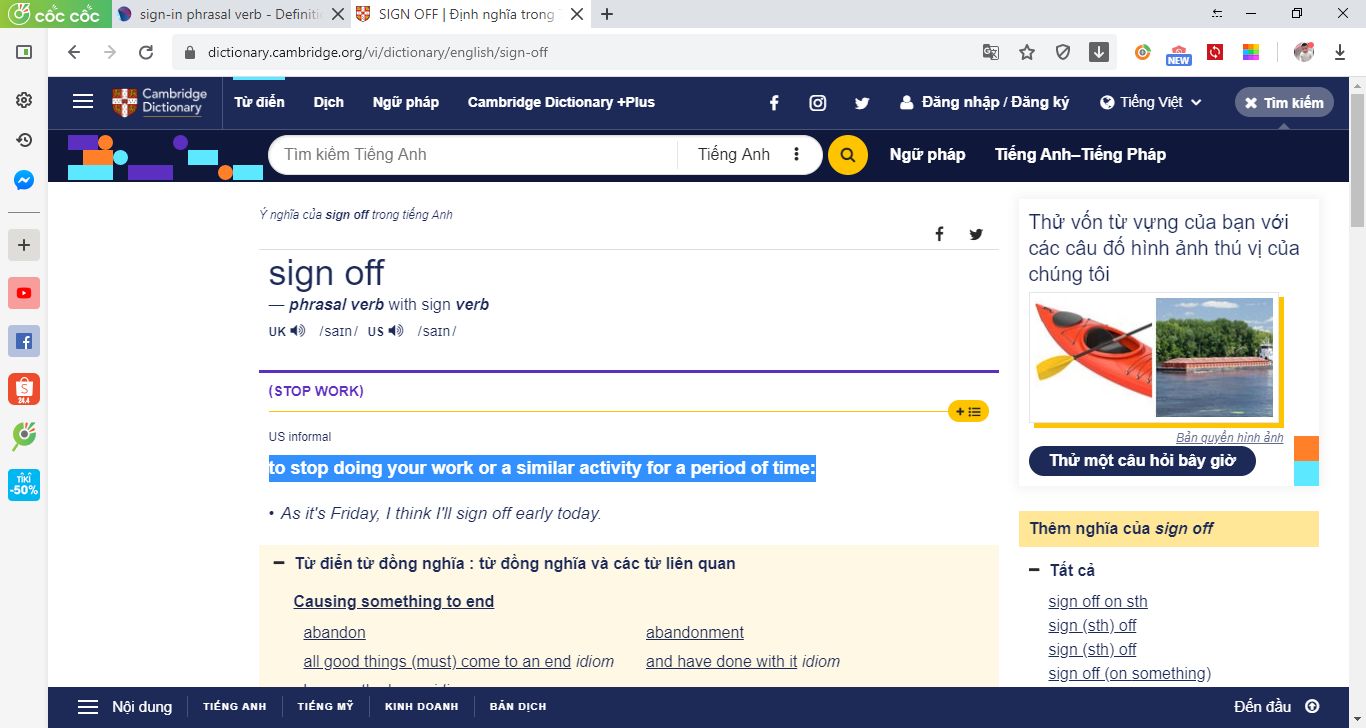 cốc cốc
sign-in phrasal verb - Definiti
SIGN OFF | Định nghĩa trong
dictionary.cambridge.org/vi/dictionary/english/sign-off
NEW
Cambridge
Dictionary
Từ điển
Dịch
Ngữ pháp
Cambridge Dictionary +Plus
Đăng nhập / Đăng ký
Tiếng Việt
Tìm kiếm
Tìm kiếm Tiếng Anh
Tiếng Anh
Ngữ pháp
Tiếng Anh–Tiếng Pháp
Ý nghĩa của sign off trong tiếng Anh
sign off
— phrasal verb with sign verb
UK /saɪn/ US /saɪn/
(STOP WORK)
US informal
to stop doing your work or a similar activity for a period of time:
• As it's Friday, I think I'll sign off early today.
Từ điển từ đồng nghĩa : từ đồng nghĩa và các từ liên quan
Causing something to end
abandon
abandonment
all good things (must) come to an end idiom
and have done with it idiom
Thử vốn từ vựng của bạn với
các câu đố hình ảnh thú vị của
chúng tôi
Bản quyền hình ảnh
Thử một câu hỏi bây giờ
Thêm nghĩa của sign off
Tất cả
sign off on sth
sign (sth) off
sign (sth) off
sign off (on something)
24.4
TIKI
-50%
Nội dung
TIẾNG ANH
TIẾNG MỸ
KINH DOANH
BẢN DỊCH
Đến đầu